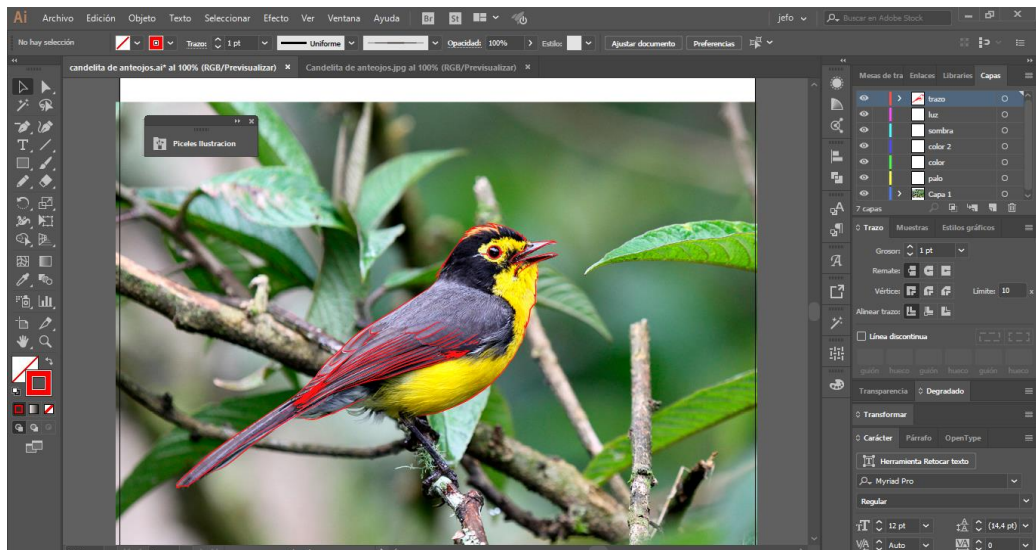 Ai Archivo Edición Objeto Texto Seleccionar Efecto Ver Ventana Ayuda Br St jefo Buscar en Adobe Stock
No hay selección Trazo: 1 pt Uniforme Opacidad: 100% Estilo: Ajustar documento Preferencias
candelita de anteojos.ai* al 100% (RGB/Previsualizar) × Candelita de anteojos.jpg al 100% (RGB/Previsualizar) ×
Piceles Ilustracion
Mesas de tra Enlaces Libraries Capas
trazo
luz
sombra
color 2
color
palo
Capa 1
7 capas
Trazo Muestras Estilos gráficos
Grosor: 1 pt
Remate:
Vértice: Límite: 10 x
Alinear trazo:
Línea discontinua
guión hueco guión hueco guión hueco
Transparencia Degradado
Transformar
Carácter Párrafo OpenType
Herramienta Retocar texto
Myriad Pro
Regular
12 pt (14,4 pt)
Auto 0